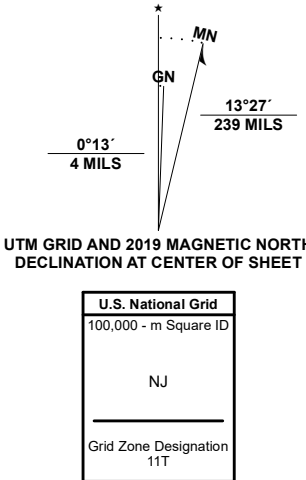 ★
MN
GN
13°27´
239 MILS
0°13´
4 MILS
UTM GRID AND 2019 MAGNETIC NORTH
DECLINATION AT CENTER OF SHEET
U.S. National Grid
100,000 - m Square ID
NJ
Grid Zone Designation
11T